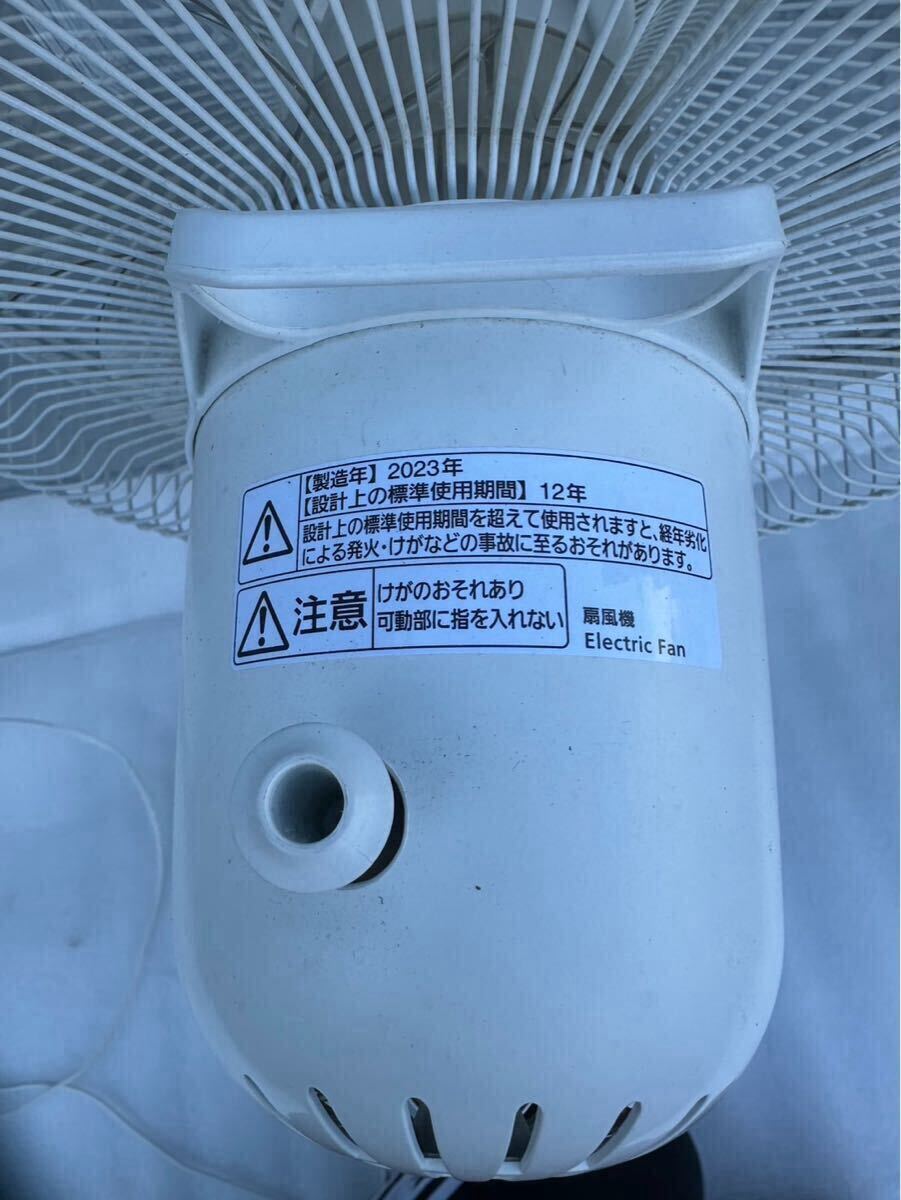 【製造年】2023年
【設計上の標準使用期間】12年
設計上の標準使用期間を超えて使用されますと、経年劣化
による発火・けがなどの事故に至るおそれがあります。
注意
けがのおそれあり
可動部に指を入れない
扇風機
Electric Fan